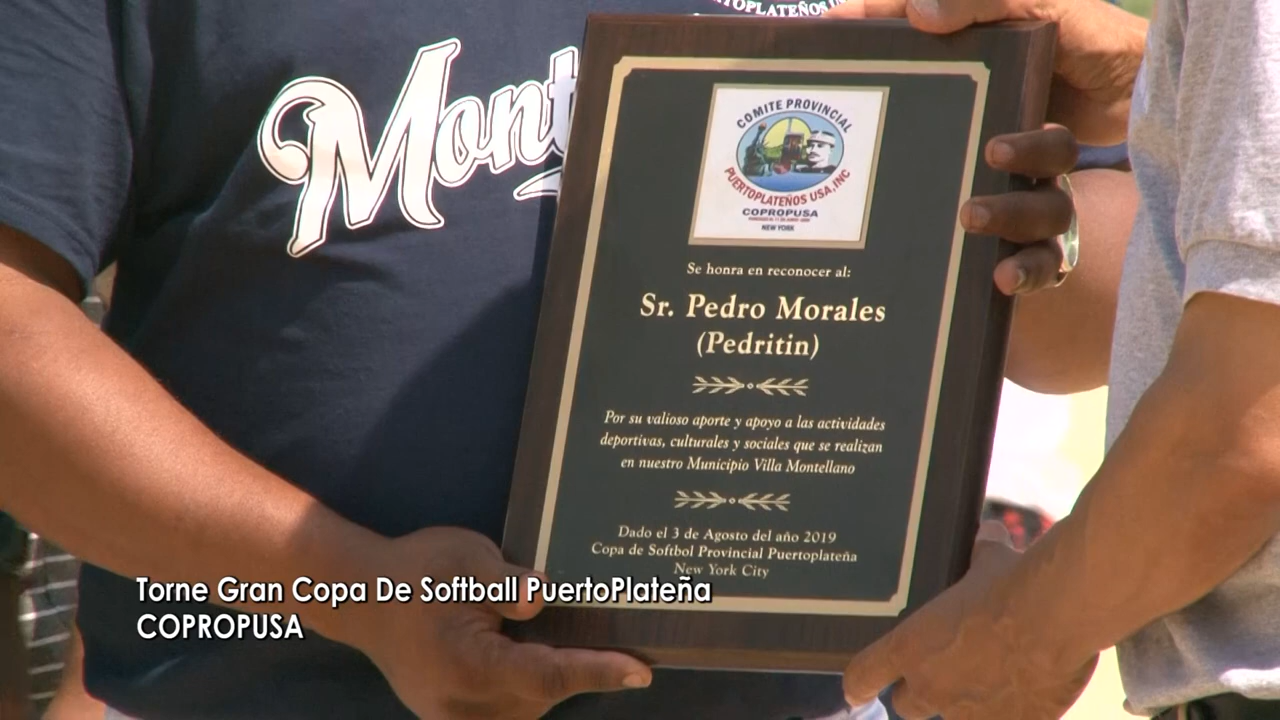 PUERTOPLATEÑOS
Mont
COMITE PROVINCIAL
PUERTOPLATEÑOS USA, INC
COPROPUSA
NEW YORK
Se honra en reconocer al:
Sr. Pedro Morales
(Pedritin)
Por su valioso aporte y apoyo a las actividades
deportivas, culturales y sociales que se realizan
en nuestro Municipio Villa Montellano
Dado el 3 de Agosto del año 2019
Copa de Softbol Provincial Puertoplateña
New York City
Torne Gran Copa De Softball PuertoPlateña
COPROPUSA